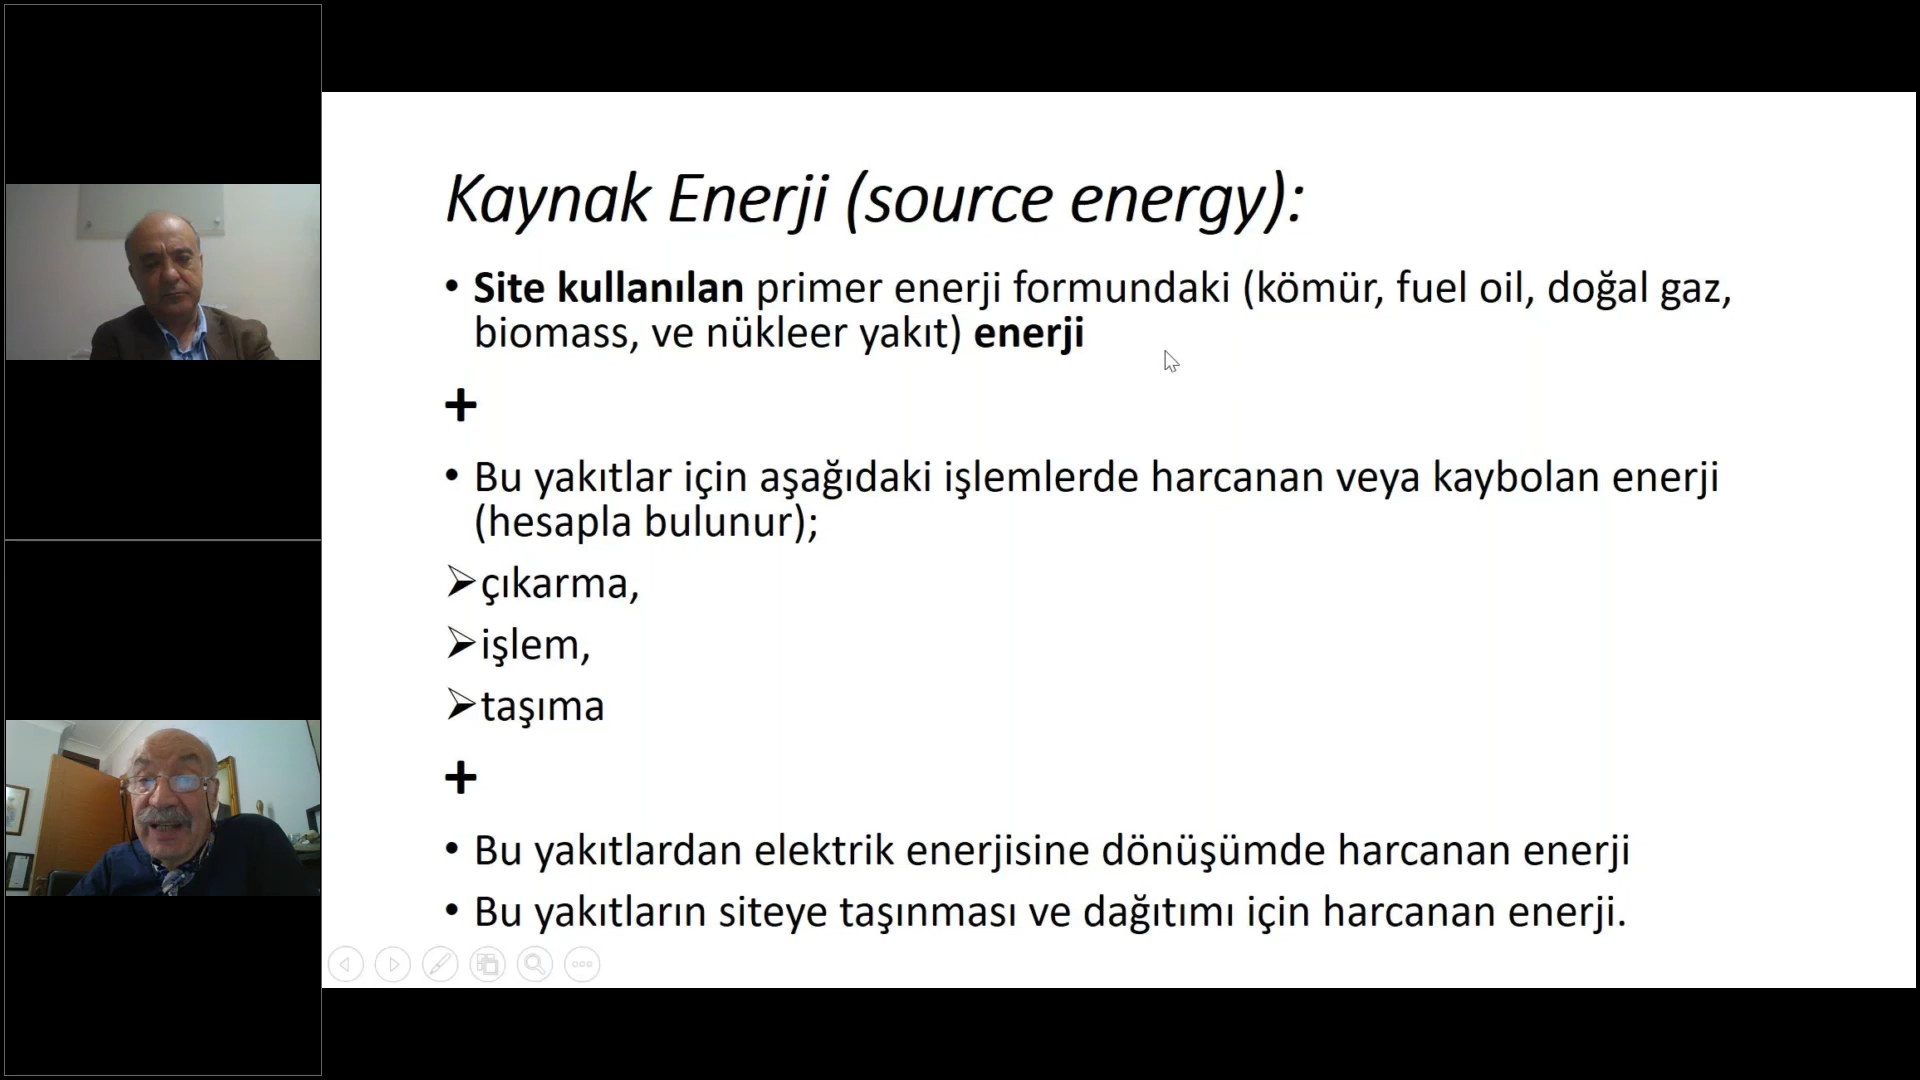 Kaynak Enerji (source energy):
• Site kullanılan primer enerji formundaki (kömür, fuel oil, doğal gaz,
biomass, ve nükleer yakıt) enerji
+
• Bu yakıtlar için aşağıdaki işlemlerde harcanan veya kaybolan enerji
(hesapla bulunur);
➢çıkarma,
➢işlem,
➢taşıma
+
• Bu yakıtlardan elektrik enerjisine dönüşümde harcanan enerji
• Bu yakıtların siteye taşınması ve dağıtımı için harcanan enerji.